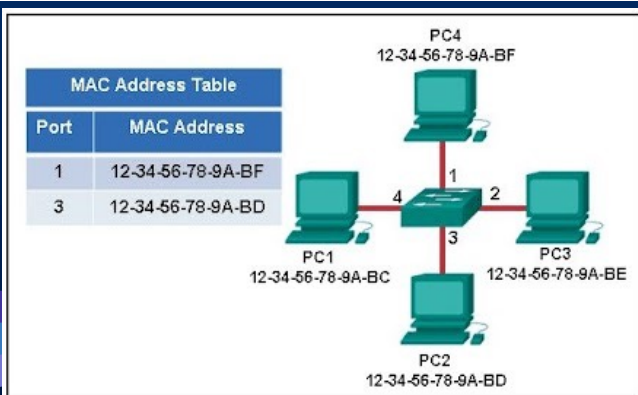 PC4
12-34-56-78-9A-BF
MAC Address Table
Port MAC Address
1 12-34-56-78-9A-BF
3 12-34-56-78-9A-BD
1
4
2
3
PC1
12-34-56-78-9A-BC
PC3
12-34-56-78-9A-BE
PC2
12-34-56-78-9A-BD